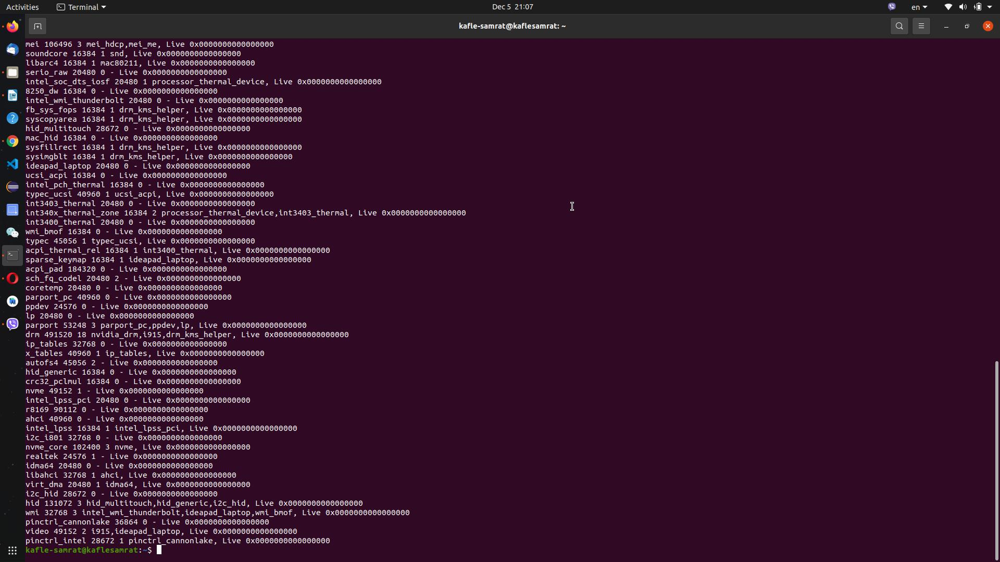 Activities
Terminal
Dec 5 21:07
en
kafle-samrat@kaflesamrat: ~
mei 106496 3 mei_hdcp,mei_me, Live 0x0000000000000000
soundcore 16384 1 snd, Live 0x0000000000000000
libarc4 16384 1 mac80211, Live 0x0000000000000000
serio_raw 20480 0 - Live 0x0000000000000000
intel_soc_dts_iosf 20480 1 processor_thermal_device, Live 0x0000000000000000
8250_dw 16384 0 - Live 0x0000000000000000
intel_wmi_thunderbolt 20480 0 - Live 0x0000000000000000
fb_sys_fops 16384 1 drm_kms_helper, Live 0x0000000000000000
syscopyarea 16384 1 drm_kms_helper, Live 0x0000000000000000
hid_multitouch 28672 0 - Live 0x0000000000000000
mac_hid 16384 0 - Live 0x0000000000000000
sysfillrect 16384 1 drm_kms_helper, Live 0x0000000000000000
sysimgblt 16384 1 drm_kms_helper, Live 0x0000000000000000
ideapad_laptop 20480 0 - Live 0x0000000000000000
ucsi_acpi 16384 0 - Live 0x0000000000000000
intel_pch_thermal 16384 0 - Live 0x0000000000000000
typec_ucsi 40960 1 ucsi_acpi, Live 0x0000000000000000
int3403_thermal 20480 0 - Live 0x0000000000000000
int340x_thermal_zone 16384 2 processor_thermal_device,int3403_thermal, Live 0x0000000000000000
int3400_thermal 20480 0 - Live 0x0000000000000000
wmi_bmof 16384 0 - Live 0x0000000000000000
typec 45056 1 typec_ucsi, Live 0x0000000000000000
acpi_thermal_rel 16384 1 int3400_thermal, Live 0x0000000000000000
sparse_keymap 16384 1 ideapad_laptop, Live 0x0000000000000000
acpi_pad 184320 0 - Live 0x0000000000000000
sch_fq_codel 20480 2 - Live 0x0000000000000000
coretemp 20480 0 - Live 0x0000000000000000
parport_pc 40960 0 - Live 0x0000000000000000
ppdev 24576 0 - Live 0x0000000000000000
lp 20480 0 - Live 0x0000000000000000
parport 53248 3 parport_pc,ppdev,lp, Live 0x0000000000000000
drm 491520 18 nvidia_drm,i915,drm_kms_helper, Live 0x0000000000000000
ip_tables 32768 0 - Live 0x0000000000000000
x_tables 40960 1 ip_tables, Live 0x0000000000000000
autofs4 45056 2 - Live 0x0000000000000000
hid_generic 16384 0 - Live 0x0000000000000000
crc32_pclmul 16384 0 - Live 0x0000000000000000
nvme 49152 1 - Live 0x0000000000000000
intel_lpss_pci 20480 0 - Live 0x0000000000000000
r8169 90112 0 - Live 0x0000000000000000
ahci 40960 0 - Live 0x0000000000000000
intel_lpss 16384 1 intel_lpss_pci, Live 0x0000000000000000
i2c_i801 32768 0 - Live 0x0000000000000000
nvme_core 102400 3 nvme, Live 0x0000000000000000
realtek 24576 1 - Live 0x0000000000000000
idma64 20480 0 - Live 0x0000000000000000
libahci 32768 1 ahci, Live 0x0000000000000000
virt_dma 20480 1 idma64, Live 0x0000000000000000
i2c_hid 28672 0 - Live 0x0000000000000000
hid 131072 3 hid_multitouch,hid_generic,i2c_hid, Live 0x0000000000000000
wmi 32768 3 intel_wmi_thunderbolt,ideapad_laptop,wmi_bmof, Live 0x0000000000000000
pinctrl_cannonlake 36864 0 - Live 0x0000000000000000
video 49152 2 i915,ideapad_laptop, Live 0x0000000000000000
pinctrl_intel 28672 1 pinctrl_cannonlake, Live 0x0000000000000000
kafle-samrat@kaflesamrat:~$